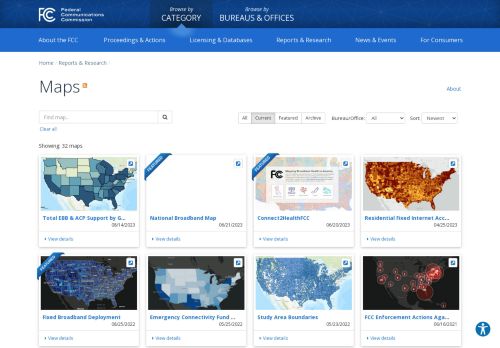 Federal
Communications
Commission
Browse by
CATEGORY
Browse by
BUREAUS & OFFICES
About the FCC
Proceedings & Actions
Licensing & Databases
Reports & Research
News & Events
For Consumers
Home
Reports & Research
Maps
About
Find map...
All
Current
Featured
Archive
Bureau/Office:
All
Sort:
Newest
Clear all
Showing 32 maps
FEATURED
FEATURED
FCC
Total EBB & ACP Support by G...
08/14/2023
View details
National Broadband Map
06/21/2023
View details
Connect2HealthFCC
06/20/2023
View details
Residential Fixed Internet Acc...
04/25/2023
View details
FEATURED
Fixed Broadband Deployment
06/25/2022
View details
Emergency Connectivity Fund ...
05/25/2022
View details
Study Area Boundaries
05/23/2022
View details
FCC Enforcement Actions Aga...
06/16/2021
View details